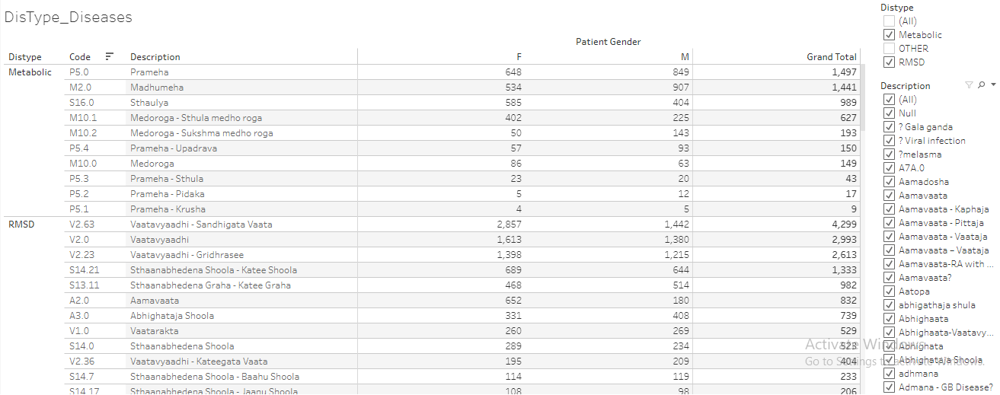 DisType_Diseases
Patient Gender
Distype Code Description F M Grand Total
Metabolic P5.0 Prameha 648 849 1,497
M2.0 Madhumeha 534 907 1,441
S16.0 Sthaulya 585 404 989
M10.1 Medoroga - Sthula medho roga 402 225 627
M10.2 Medoroga - Sukshma medho roga 50 143 193
P5.4 Prameha - Upadrava 57 93 150
M10.0 Medoroga 86 63 149
P5.3 Prameha - Sthula 23 20 43
P5.2 Prameha - Pidaka 5 12 17
P5.1 Prameha - Krusha 4 5 9
RMSD V2.63 Vaatavyaadhi - Sandhigata Vaata 2,857 1,442 4,299
V2.0 Vaatavyaadhi 1,613 1,380 2,993
V2.23 Vaatavyaadhi - Gridhrasee 1,398 1,215 2,613
S14.21 Sthaanabhedena Shoola - Katee Shoola 689 644 1,333
S13.11 Sthaanabhedena Graha - Katee Graha 468 514 982
A2.0 Aamavaata 652 180 832
A3.0 Abhighataja Shoola 331 408 739
V1.0 Vaatarakta 260 269 529
S14.0 Sthaanabhedena Shoola 289 234 523
V2.36 Vaatavyaadhi - Kateegata Vaata 195 209 404
S14.7 Sthaanabhedena Shoola - Baahu Shoola 114 119 233
S14.17 Sthaanabhedena Shoola - Jaanu Shoola 108 98 206
Distype
(All)
Metabolic
OTHER
RMSD
Description
(All)
Null
? Gala ganda
? Viral infection
?melasma
A7A.0
Aamadosha
Aamavaata
Aamavaata - Kaphaja
Aamavaata - Pittaja
Aamavaata - Vaataja
Aamavaata – Vaataja
Aamavaata-RA with ...
Aamavaata?
Aatopa
abhigathaja shula
Abhighaata
Abhighaata-Vaatavy...
Abhighata
Abhighataja Shoola
adhmana
Admana - GB Disease?
Activate Windows
Go to Settings to activate Windows.